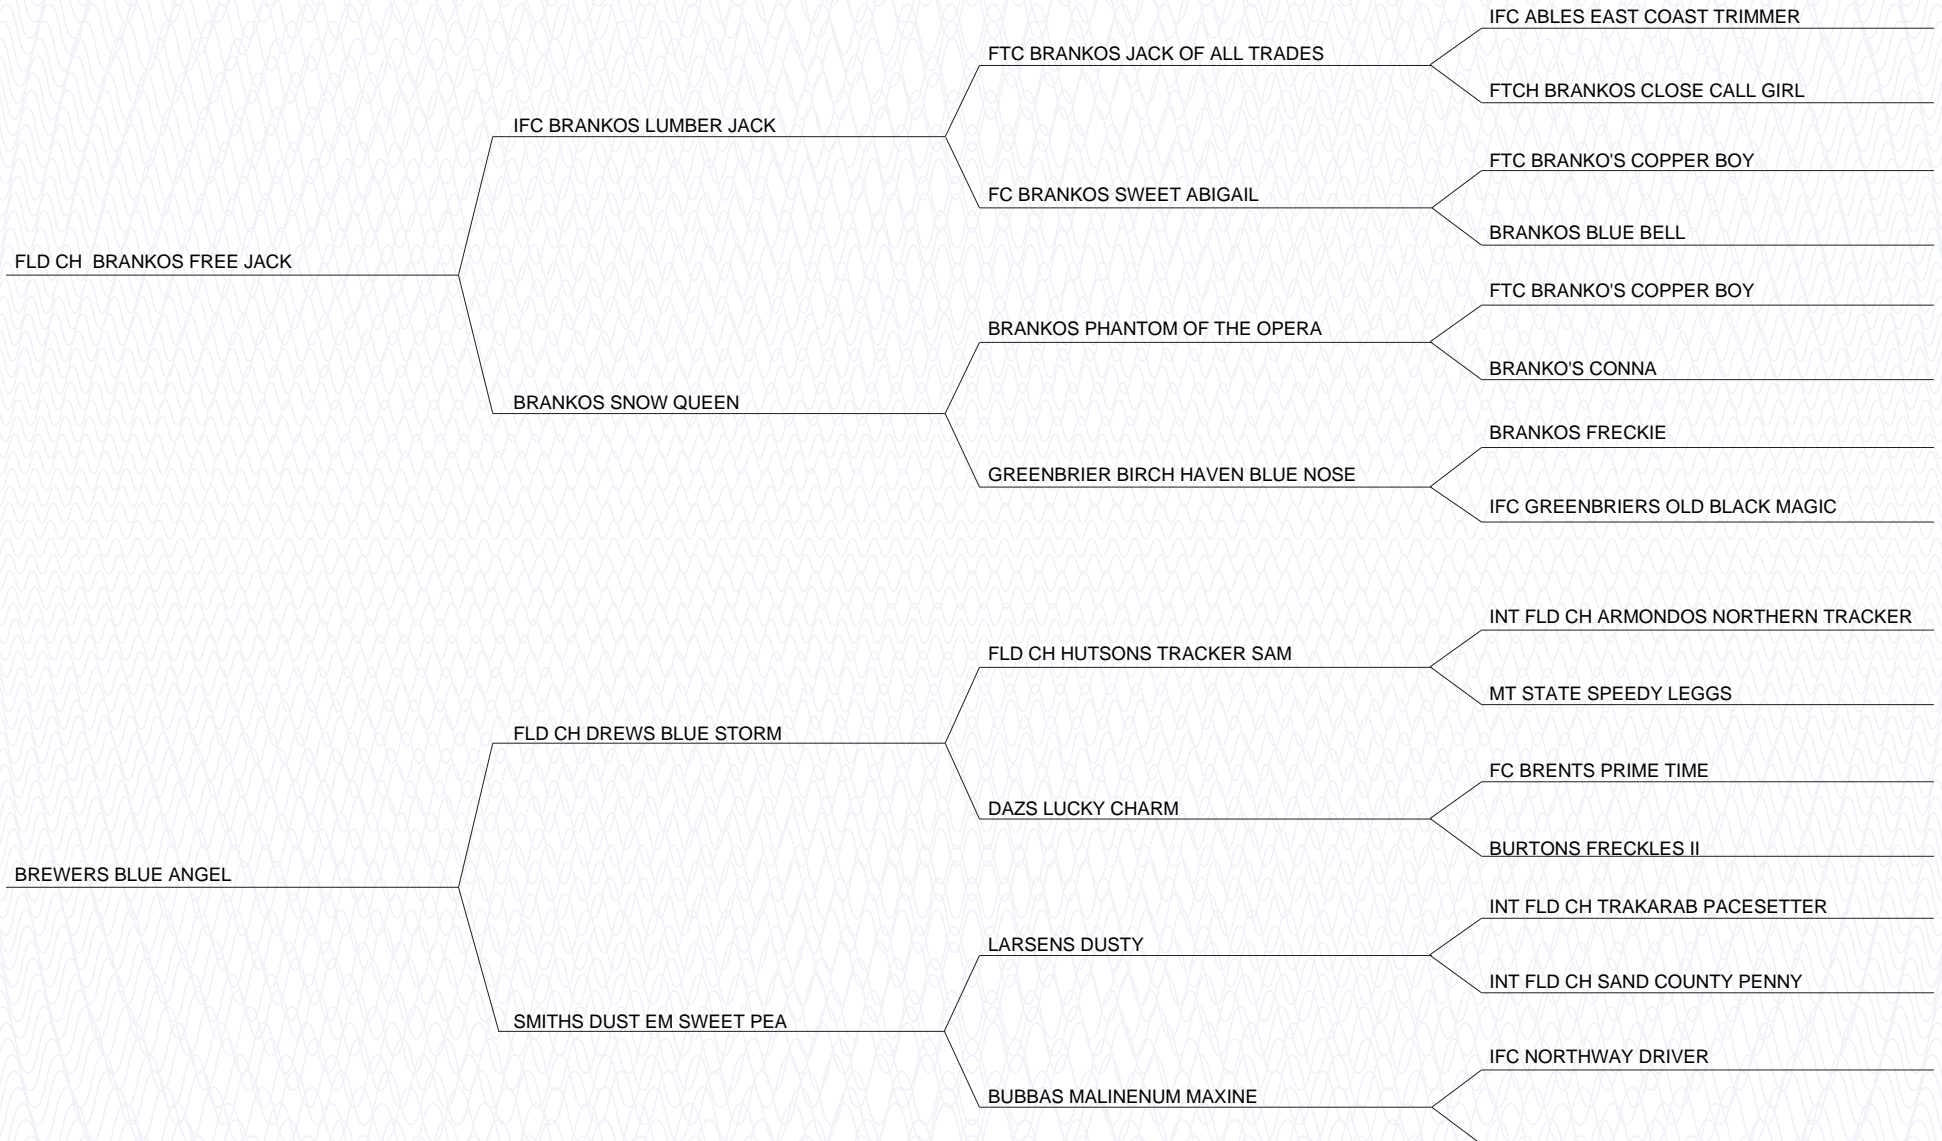 IFC ABLES EAST COAST TRIMMER
FTC BRANKOS JACK OF ALL TRADES
FTCH BRANKOS CLOSE CALL GIRL
IFC BRANKOS LUMBER JACK
FTC BRANKO'S COPPER BOY
FC BRANKOS SWEET ABIGAIL
BRANKOS BLUE BELL
FLD CH  BRANKOS FREE JACK
FTC BRANKO'S COPPER BOY
BRANKOS PHANTOM OF THE OPERA
BRANKO'S CONNA
BRANKOS SNOW QUEEN
BRANKOS FRECKIE
GREENBRIER BIRCH HAVEN BLUE NOSE
IFC GREENBRIERS OLD BLACK MAGIC
INT FLD CH ARMONDOS NORTHERN TRACKER
FLD CH HUTSONS TRACKER SAM
MT STATE SPEEDY LEGGS
FLD CH DREWS BLUE STORM
FC BRENTS PRIME TIME
DAZS LUCKY CHARM
BURTONS FRECKLES II
BREWERS BLUE ANGEL
INT FLD CH TRAKARAB PACESETTER
LARSENS DUSTY
INT FLD CH SAND COUNTY PENNY
SMITHS DUST EM SWEET PEA
IFC NORTHWAY DRIVER
BUBBAS MALINENUM MAXINE